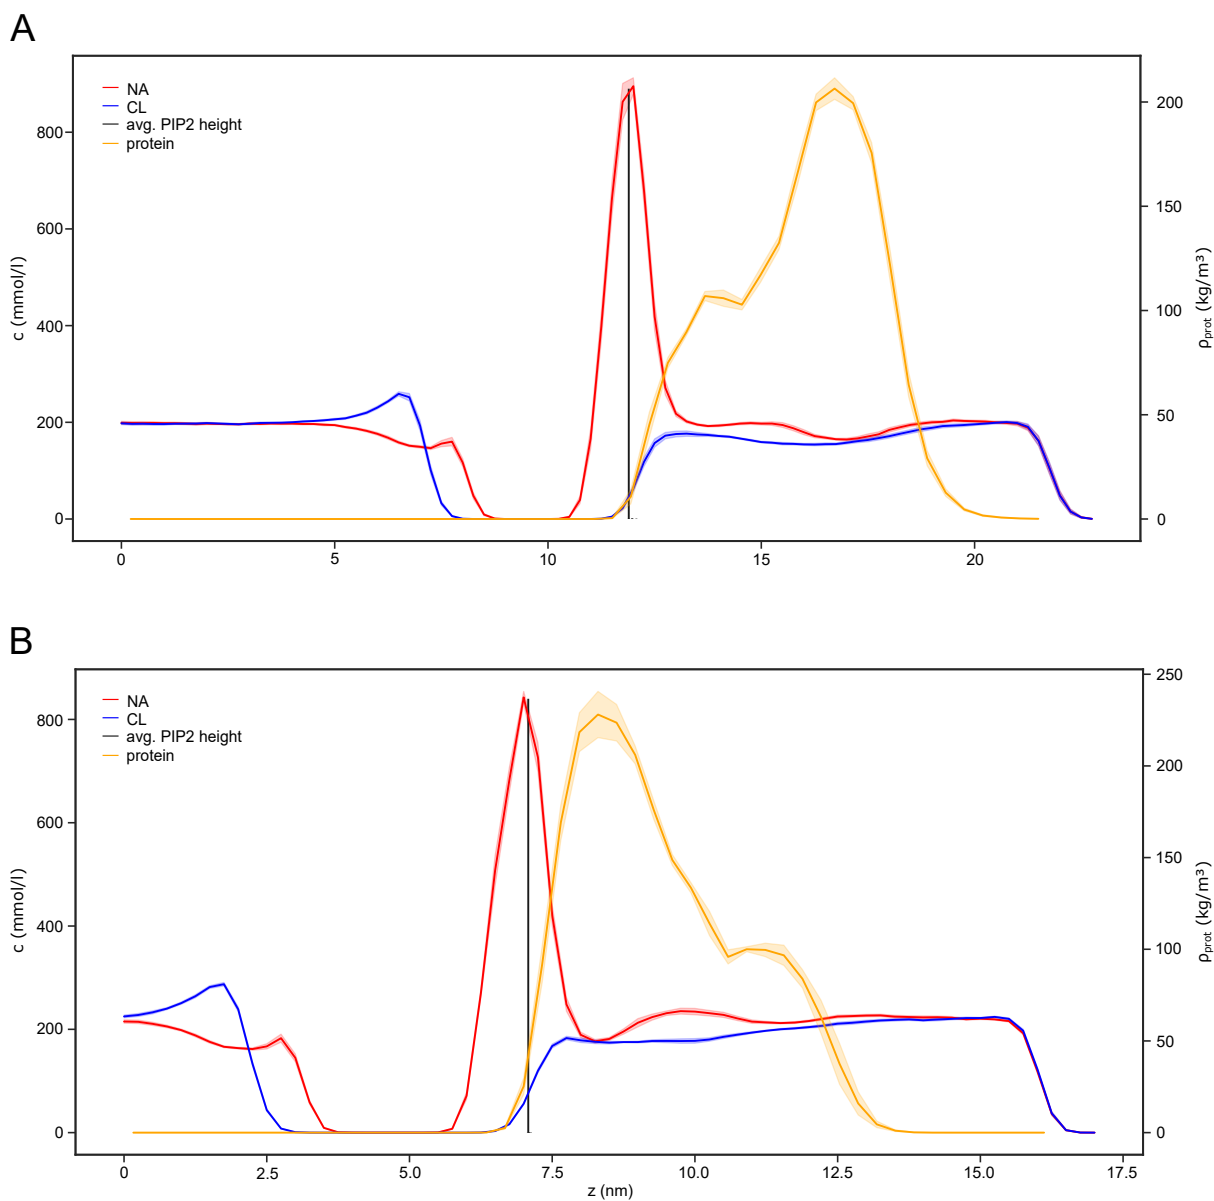 A
NA
CL
avg. PIP2 height
protein
800
600
400
200
0
c (mmol/l)
200
150
100
50
0
ρprot (kg/m³)
0 5 10 15 20
B
NA
CL
avg. PIP2 height
protein
800
600
400
200
0
c (mmol/l)
250
200
150
100
50
0
ρprot (kg/m³)
0 2.5 5.0 7.5 10.0 12.5 15.0 17.5
z (nm)